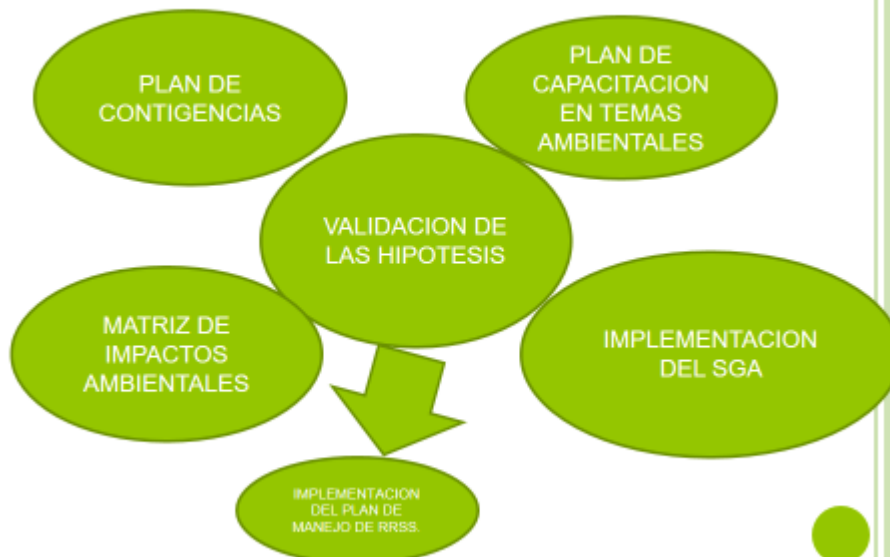 PLAN DE
CONTIGENCIAS
PLAN DE
CAPACITACION
EN TEMAS
AMBIENTALES
VALIDACION DE
LAS HIPOTESIS
MATRIZ DE
IMPACTOS
AMBIENTALES
IMPLEMENTACION
DEL SGA
IMPLEMENTACION
DEL PLAN DE
MANEJO DE RRSS.